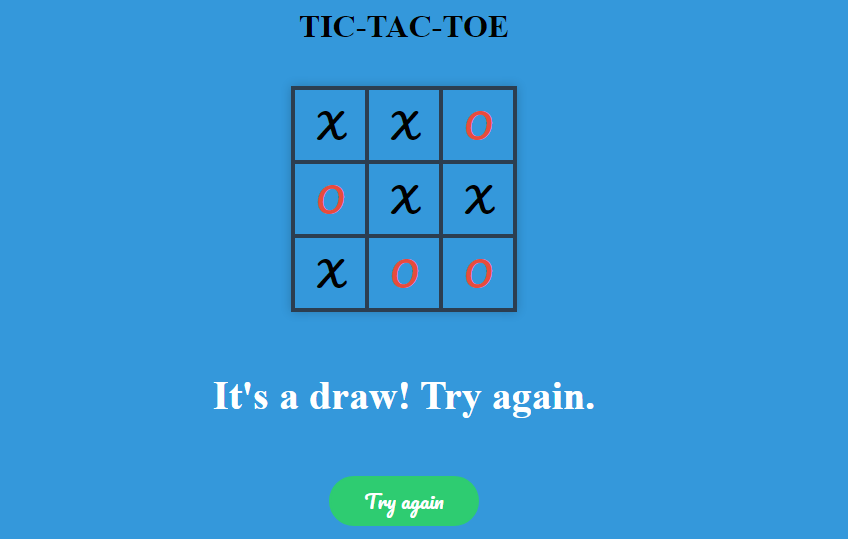 TIC-TAC-TOE
X X O
O X X
X O O
It's a draw! Try again.
Try again